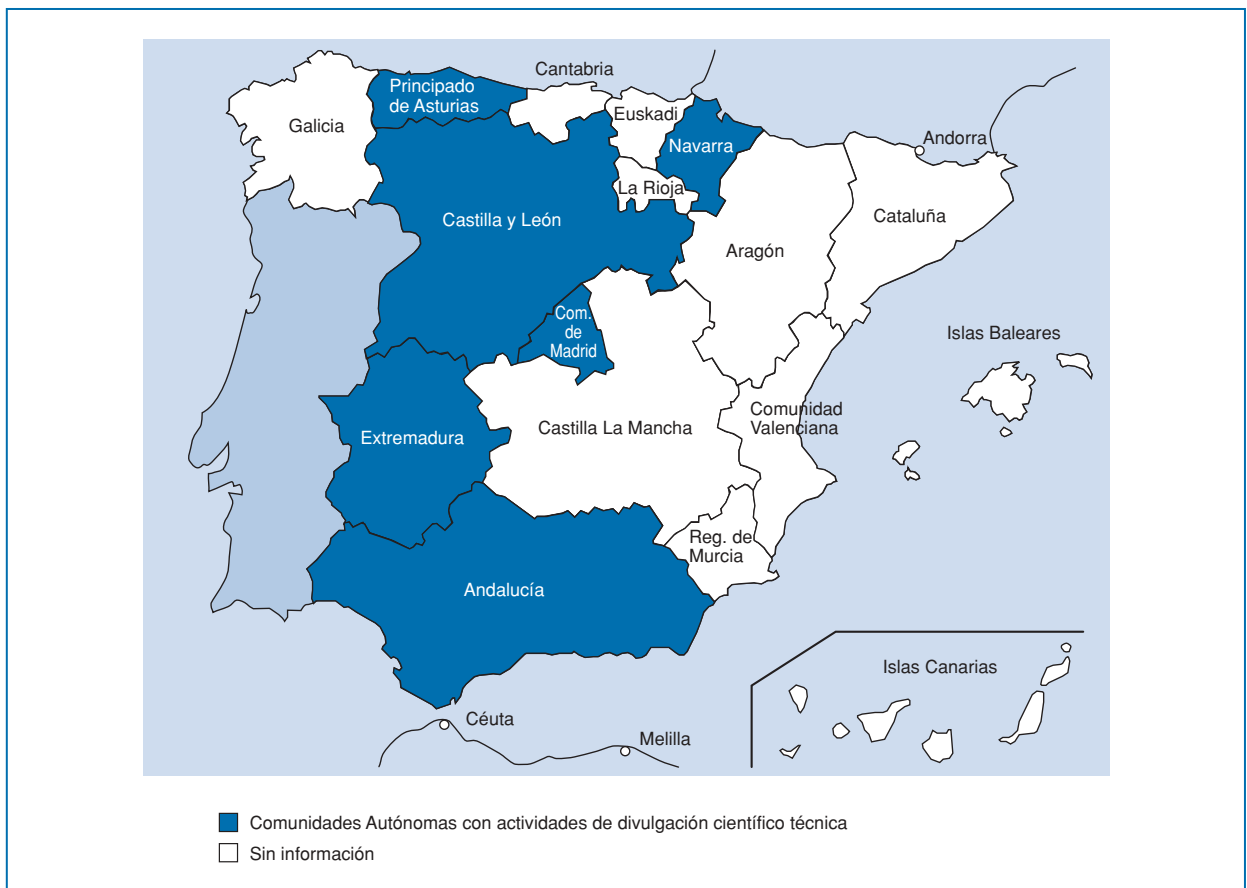 Cantabria
Principado
de Asturias
Euskadi
Galicia
Navarra
Andorra
La Rioja
Castilla y León
Cataluña
Aragón
Com.
de
Madrid
Islas Baleares
Comunidad
Valenciana
Castilla La Mancha
Extremadura
Reg. de
Murcia
Andalucía
Islas Canarias
Céuta
Melilla
Comunidades Autónomas con actividades de divulgación científico técnica
Sin información